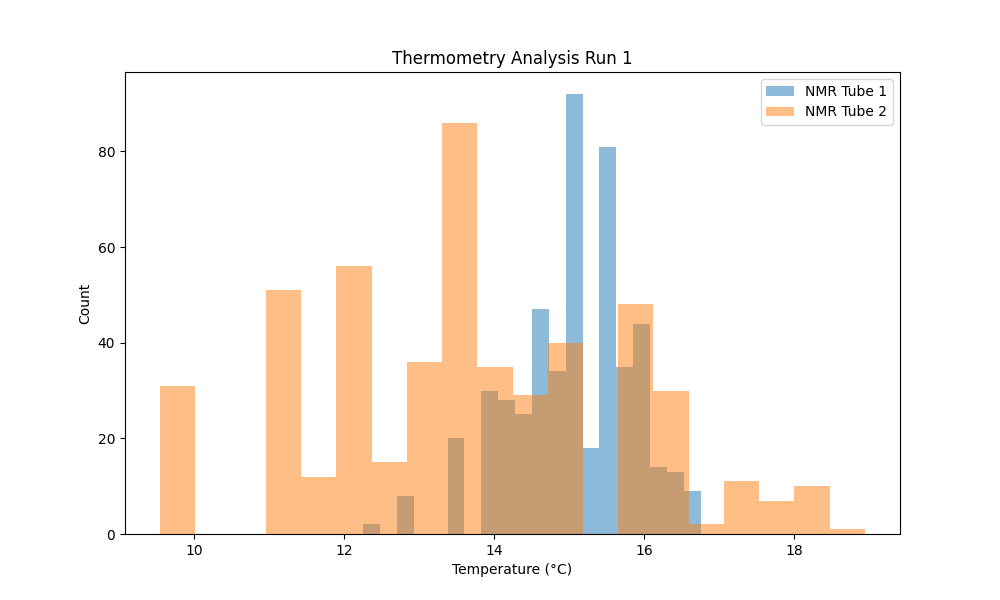 Thermometry Analysis Run 1
NMR Tube 1
NMR Tube 2
Count
80
60
40
20
0
10 12 14 16 18
Temperature (°C)